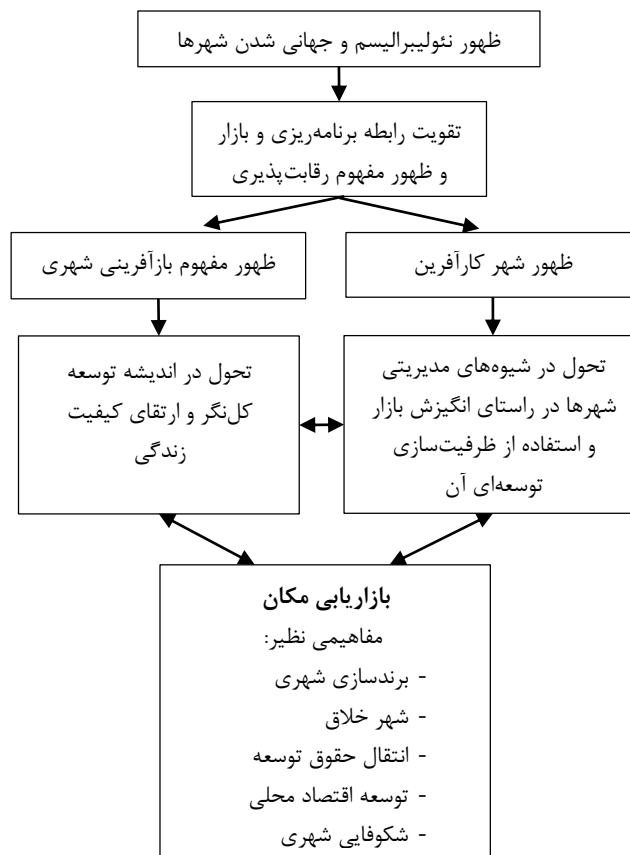 ظهور نئولیبرالیسم و جهانی شدن شهرها
تقویت رابطه برنامه‌ریزی و بازار
و ظهور مفهوم رقابت‌پذیری
ظهور شهر کارآفرین
ظهور مفهوم بازآفرینی شهری
تحول در شیوه‌های مدیریتی
شهرها در راستای انگیزش بازار
و استفاده از ظرفیت‌سازی
توسعه‌ای آن
تحول در اندیشه توسعه
کل‌نگر و ارتقای کیفیت
زندگی
بازاریابی مکان
مفاهیمی نظیر:
- برندسازی شهری
- شهر خلاق
- انتقال حقوق توسعه
- توسعه اقتصاد محلی
- شکوفایی شهری